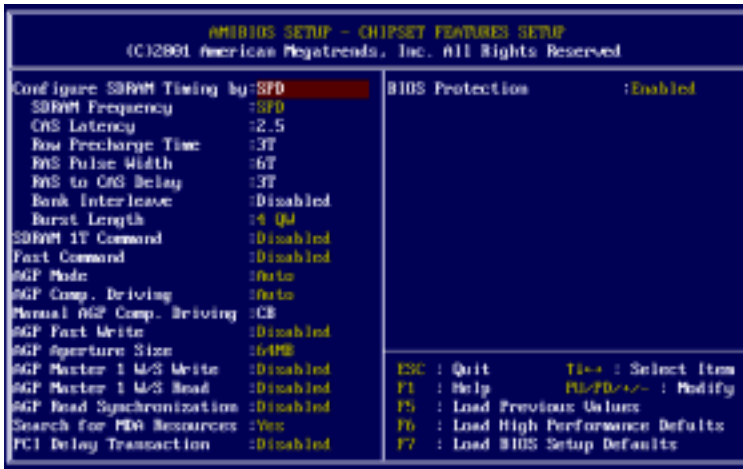 AMIBIOS SETUP - CHIPSET FEATURES SETUP
(C)2001 American Megatrends, Inc. All Rights Reserved
Configure SDRAM Timing by:SPD
SDRAM Frequency :SPD
CAS Latency :2.5
Row Precharge Time :3T
RAS Pulse Width :6T
RAS to CAS Delay :3T
Bank Interleave :Disabled
Burst Length :4 QW
SDRAM 1T Command :Disabled
Fast Command :Disabled
AGP Mode :Auto
AGP Comp. Driving :Auto
Manual AGP Comp. Driving :CB
AGP Fast Write :Disabled
AGP Aperture Size :64MB
AGP Master 1 W/S Write :Disabled
AGP Master 1 W/S Read :Disabled
AGP Read Synchronization :Disabled
Search for MDA Resources :Yes
PCI Delay Transaction :Disabled
BIOS Protection :Enabled
ESC : Quit ↑↓←→ : Select Item
F1 : Help PU/PD/+/- : Modify
F5 : Load Previous Values
F6 : Load High Performance Defults
F7 : Load BIOS Setup Defaults